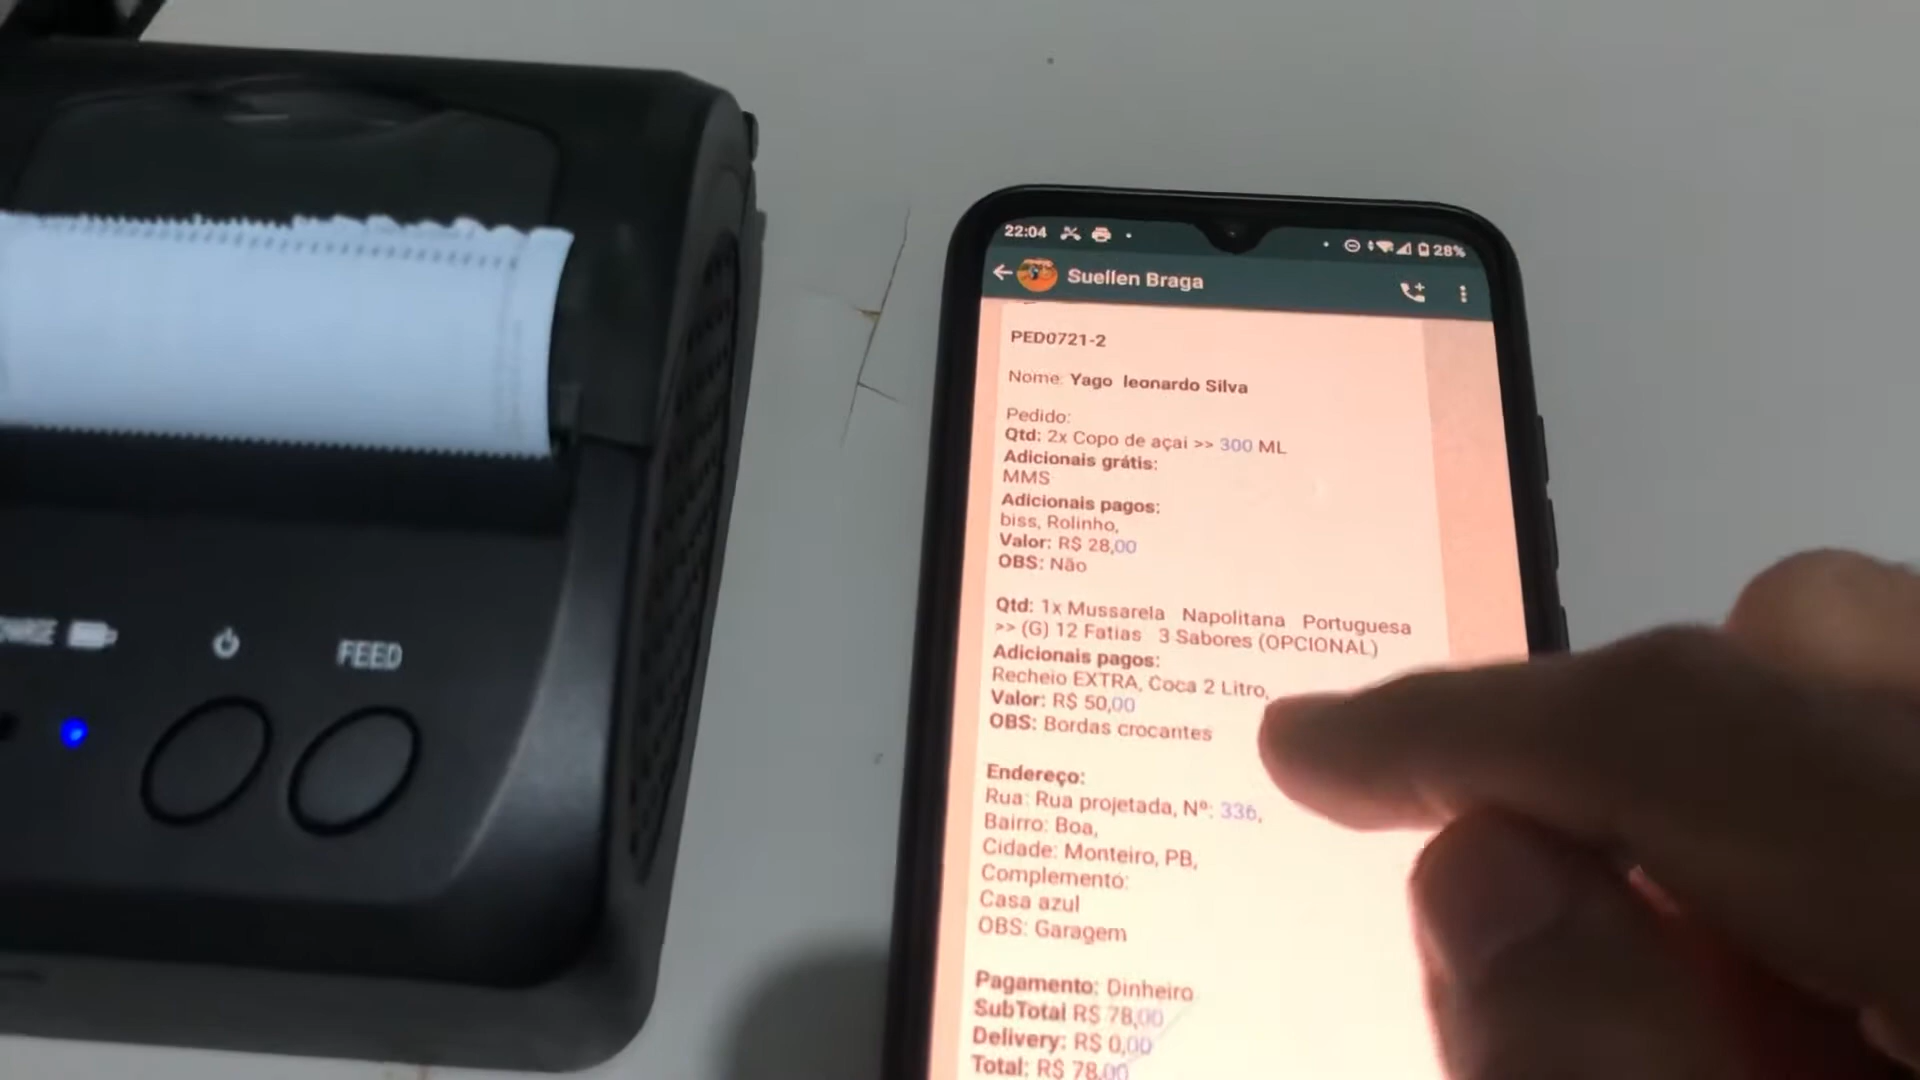 FEED
22:04
28%
Suellen Braga
PED0721-2
Nome: Yago leonardo Silva
Pedido:
Qtd: 2x Copo de açai >> 300 ML
Adicionais grátis:
MMS
Adicionais pagos:
biss, Rolinho,
Valor: R$ 28,00
OBS: Não
Qtd: 1x Mussarela Napolitana Portuguesa
>> (G) 12 Fatias 3 Sabores (OPCIONAL)
Adicionais pagos:
Recheio EXTRA, Coca 2 Litro,
Valor: R$ 50,00
OBS: Bordas crocantes
Endereço:
Rua: Rua projetada, Nº: 336,
Bairro: Boa,
Cidade: Monteiro, PB,
Complemento:
Casa azul
OBS: Garagem
Pagamento: Dinheiro
SubTotal R$ 78,00
Delivery: R$ 0,00
Total: R$ 78,00